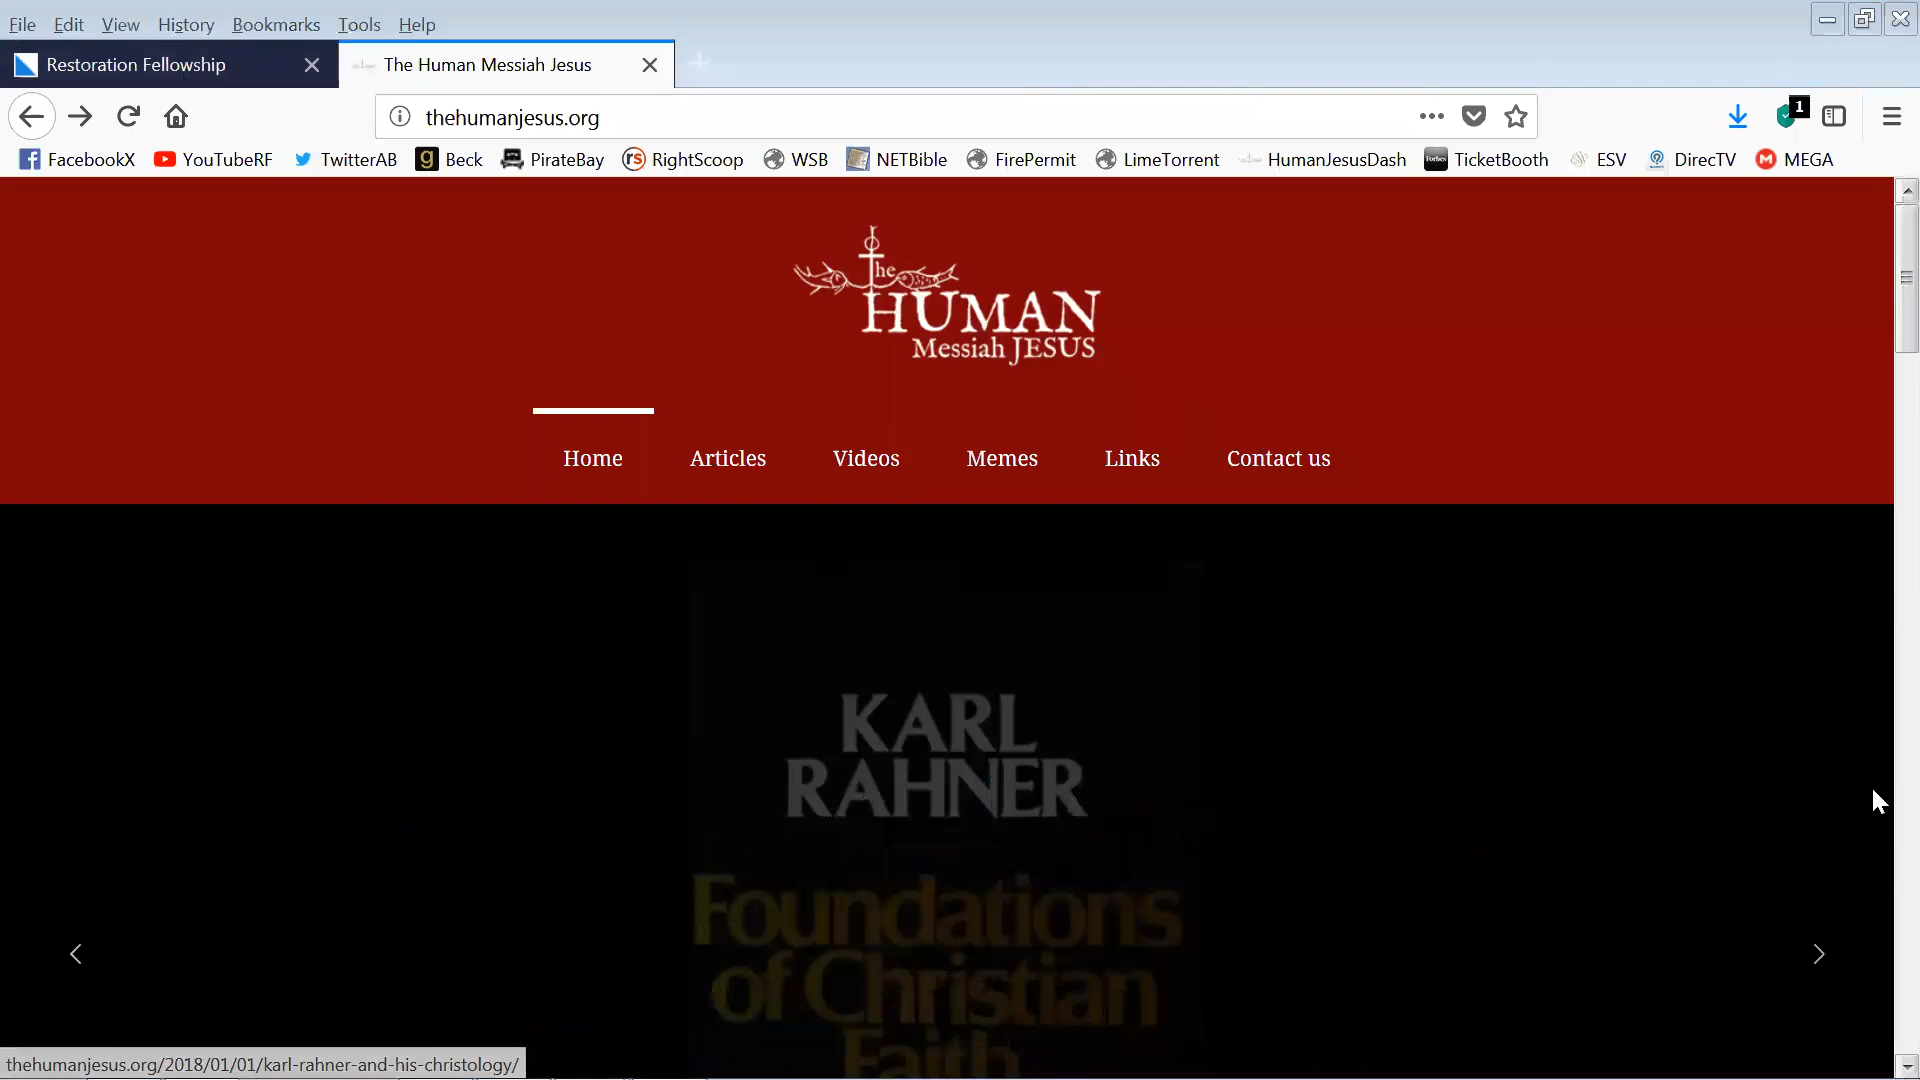 File Edit View History Bookmarks Tools Help
Restoration Fellowship The Human Messiah Jesus
thehumanjesus.org 1
FacebookX YouTubeRF TwitterAB Beck PirateBay RightScoop WSB NETBible FirePermit LimeTorrent HumanJesusDash TicketBooth ESV DirecTV MEGA
The
HUMAN
Messiah JESUS
Home Articles Videos Memes Links Contact us
KARL
RAHNER
Foundations
of Christian
Faith
thehumanjesus.org/2018/01/01/karl-rahner-and-his-christology/